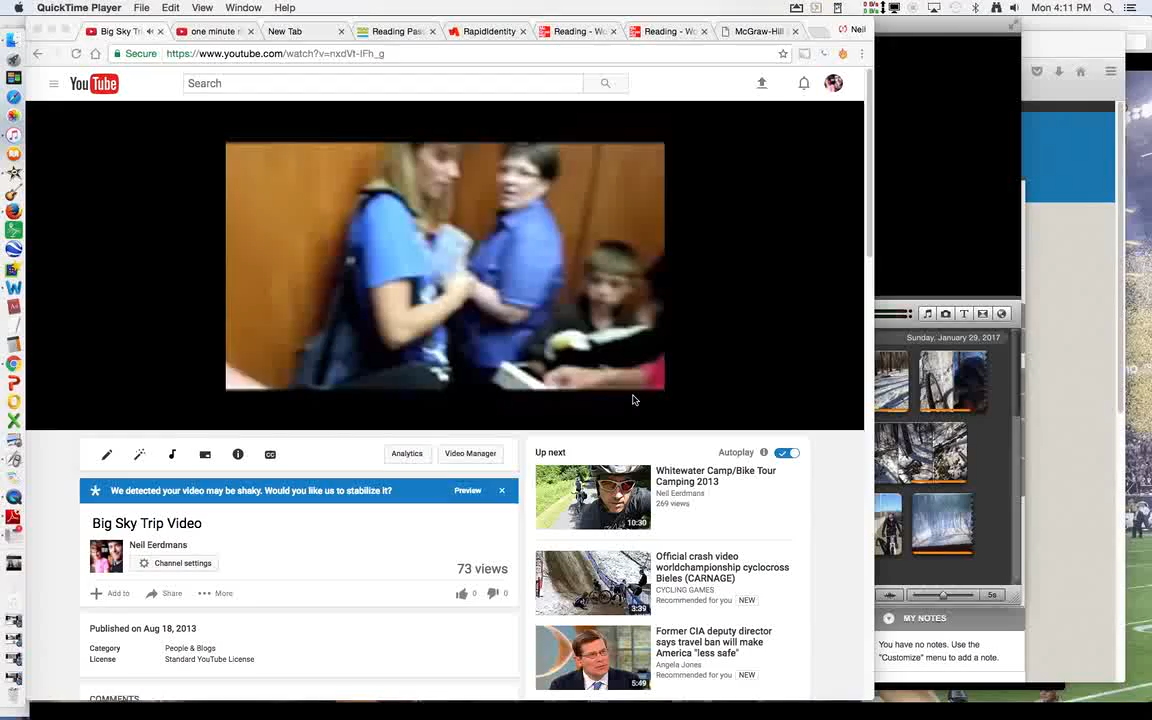 QuickTime Player File Edit View Window Help
Mon 4:11 PM
Big Sky Tri
one minute r
New Tab
Reading Pas
RapidIdentity
Reading - Wo
Reading - Wo
McGraw-Hill
Neil
Secure https://www.youtube.com/watch?v=nxdVt-IFh_g
YouTube
Search
Sunday, January 29, 2017
Analytics
Video Manager
Up next
Autoplay
We detected your video may be shaky. Would you like us to stabilize it?
Preview
Big Sky Trip Video
Neil Eerdmans
Channel settings
73 views
Add to
Share
More
0
0
Published on Aug 18, 2013
Category People & Blogs
License Standard YouTube License
COMMENTS
10:30
Whitewater Camp/Bike Tour
Camping 2013
Neil Eerdmans
269 views
3:39
Official crash video
worldchampionship cyclocross
Bieles (CARNAGE)
CYCLING GAMES
Recommended for you NEW
5:49
Former CIA deputy director
says travel ban will make
America "less safe"
Angela Jones
Recommended for you NEW
5s
MY NOTES
You have no notes. Use the
"Customize" menu to add a note.